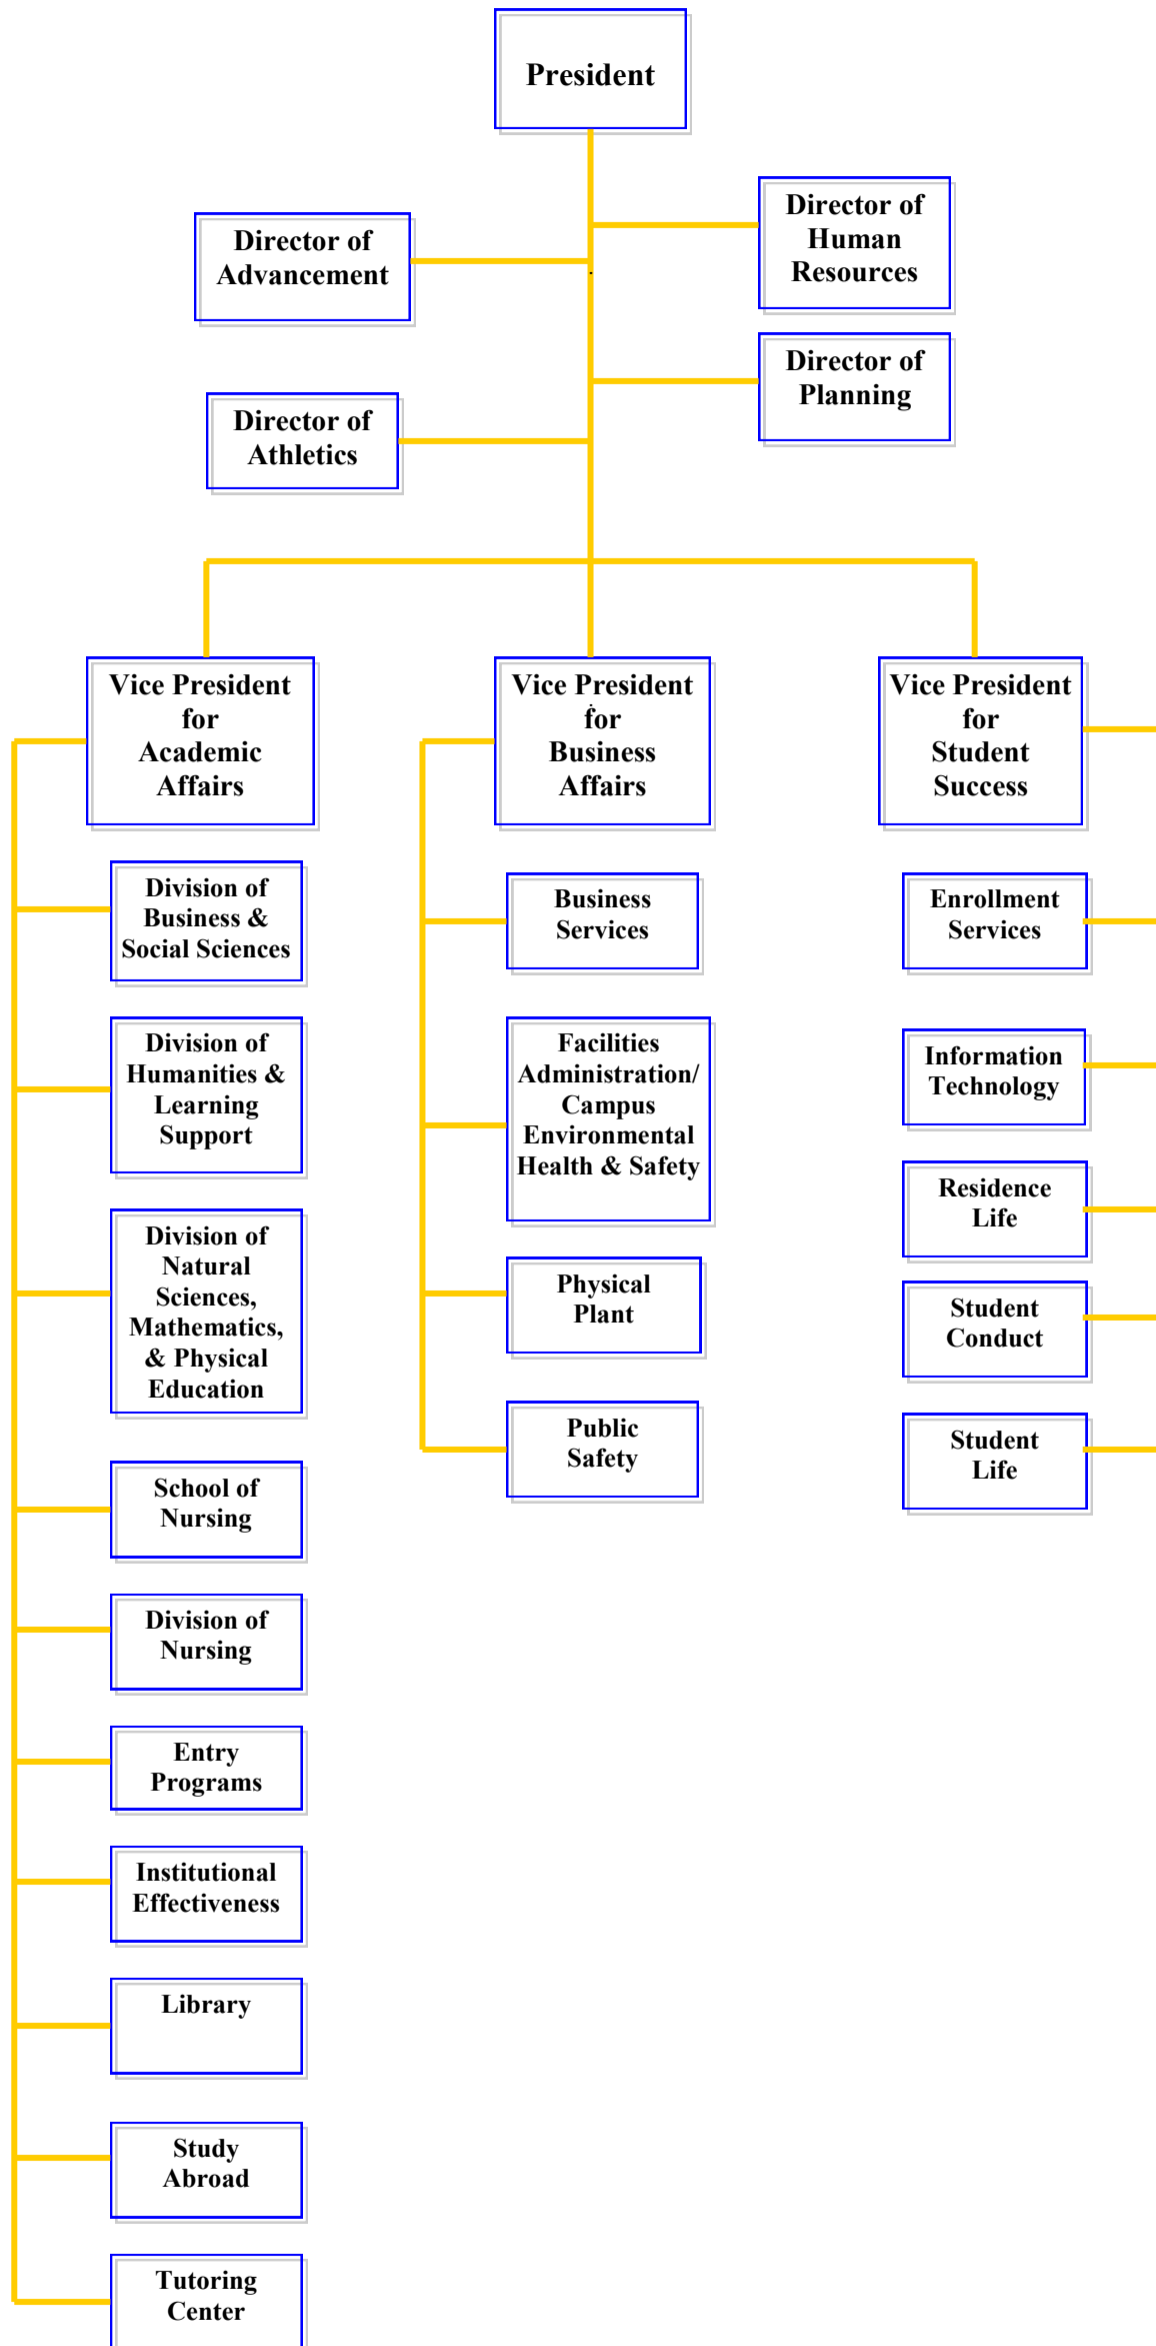 President
Director of
Human
Resources
Director of
Advancement
Director of
Planning
Director of
Athletics
Vice President
for
Academic
Affairs
Vice President
for
Business
Affairs
Vice President
for
Student
Success
Division of
Business &
Social Sciences
Division of
Humanities &
Learning
Support
Division of
Natural
Sciences,
Mathematics,
& Physical
Education
School of
Nursing
Division of
Nursing
Entry
Programs
Institutional
Effectiveness
Library
Study
Abroad
Tutoring
Center
Business
Services
Facilities
Administration/
Campus
Environmental
Health & Safety
Physical
Plant
Public
Safety
Enrollment
Services
Information
Technology
Residence
Life
Student
Conduct
Student
Life